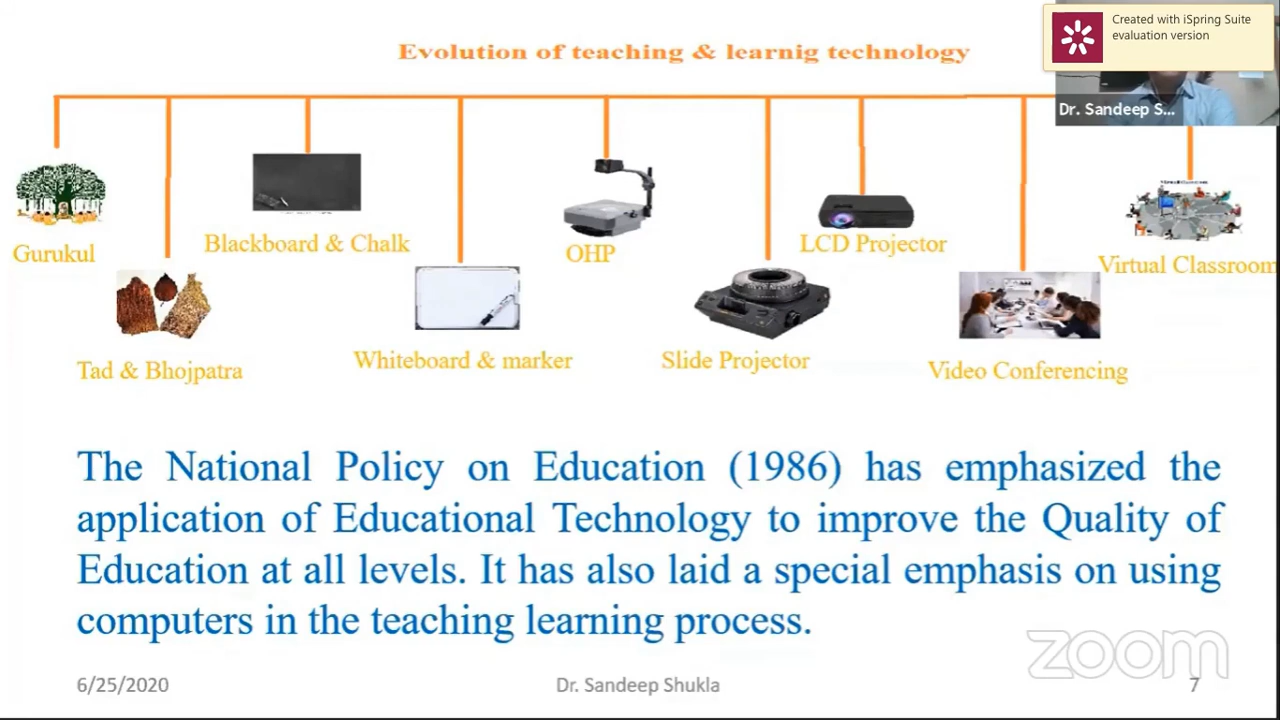 Evolution of teaching & learnig technology
Created with iSpring Suite
evaluation version
Dr. Sandeep S...
Gurukul
Blackboard & Chalk
OHP
LCD Projector
Virtual Classroom
Tad & Bhojpatra
Whiteboard & marker
Slide Projector
Video Conferencing
The National Policy on Education (1986) has emphasized the
application of Educational Technology to improve the Quality of
Education at all levels. It has also laid a special emphasis on using
computers in the teaching learning process.
zoom
6/25/2020
Dr. Sandeep Shukla
7